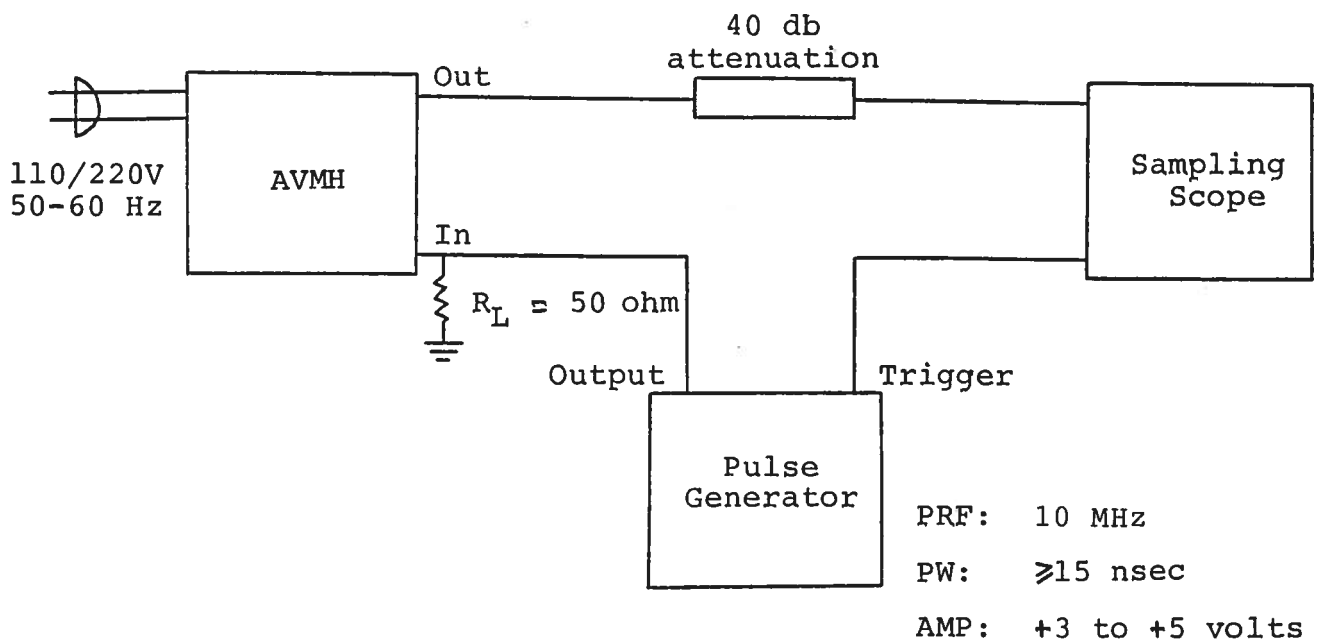 40 db
attenuation
Out
110/220V
50-60 Hz
AVMH
Sampling
Scope
In
R_L = 50 ohm
Output
Trigger
Pulse
Generator
PRF: 10 MHz
PW: ⩾15 nsec
AMP: +3 to +5 volts